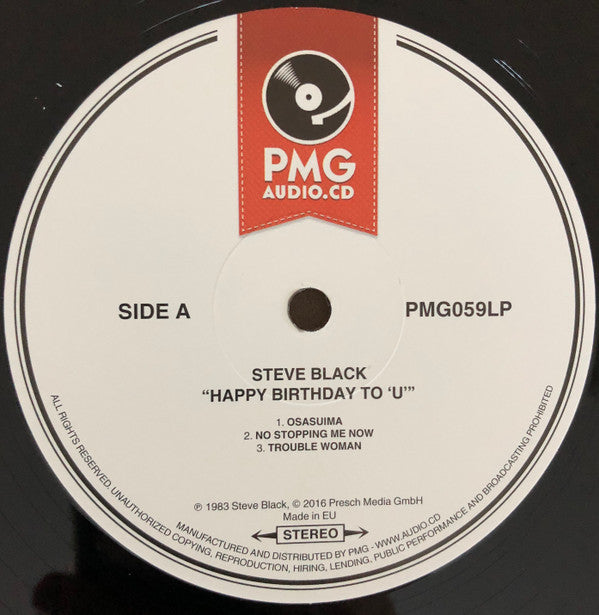 PMG
AUDIO.CD
SIDE A
PMG059LP
STEVE BLACK
“HAPPY BIRTHDAY TO ‘U’”
1. OSASUIMA
2. NO STOPPING ME NOW
3. TROUBLE WOMAN
℗ 1983 Steve Black, © 2016 Presch Media GmbH
Made in EU
STEREO
MANUFACTURED AND DISTRIBUTED BY PMG - WWW.AUDIO.CD
ALL RIGHTS RESERVED. UNAUTHORIZED COPYING, REPRODUCTION, HIRING, LENDING, PUBLIC PERFORMANCE AND BROADCASTING PROHIBITED